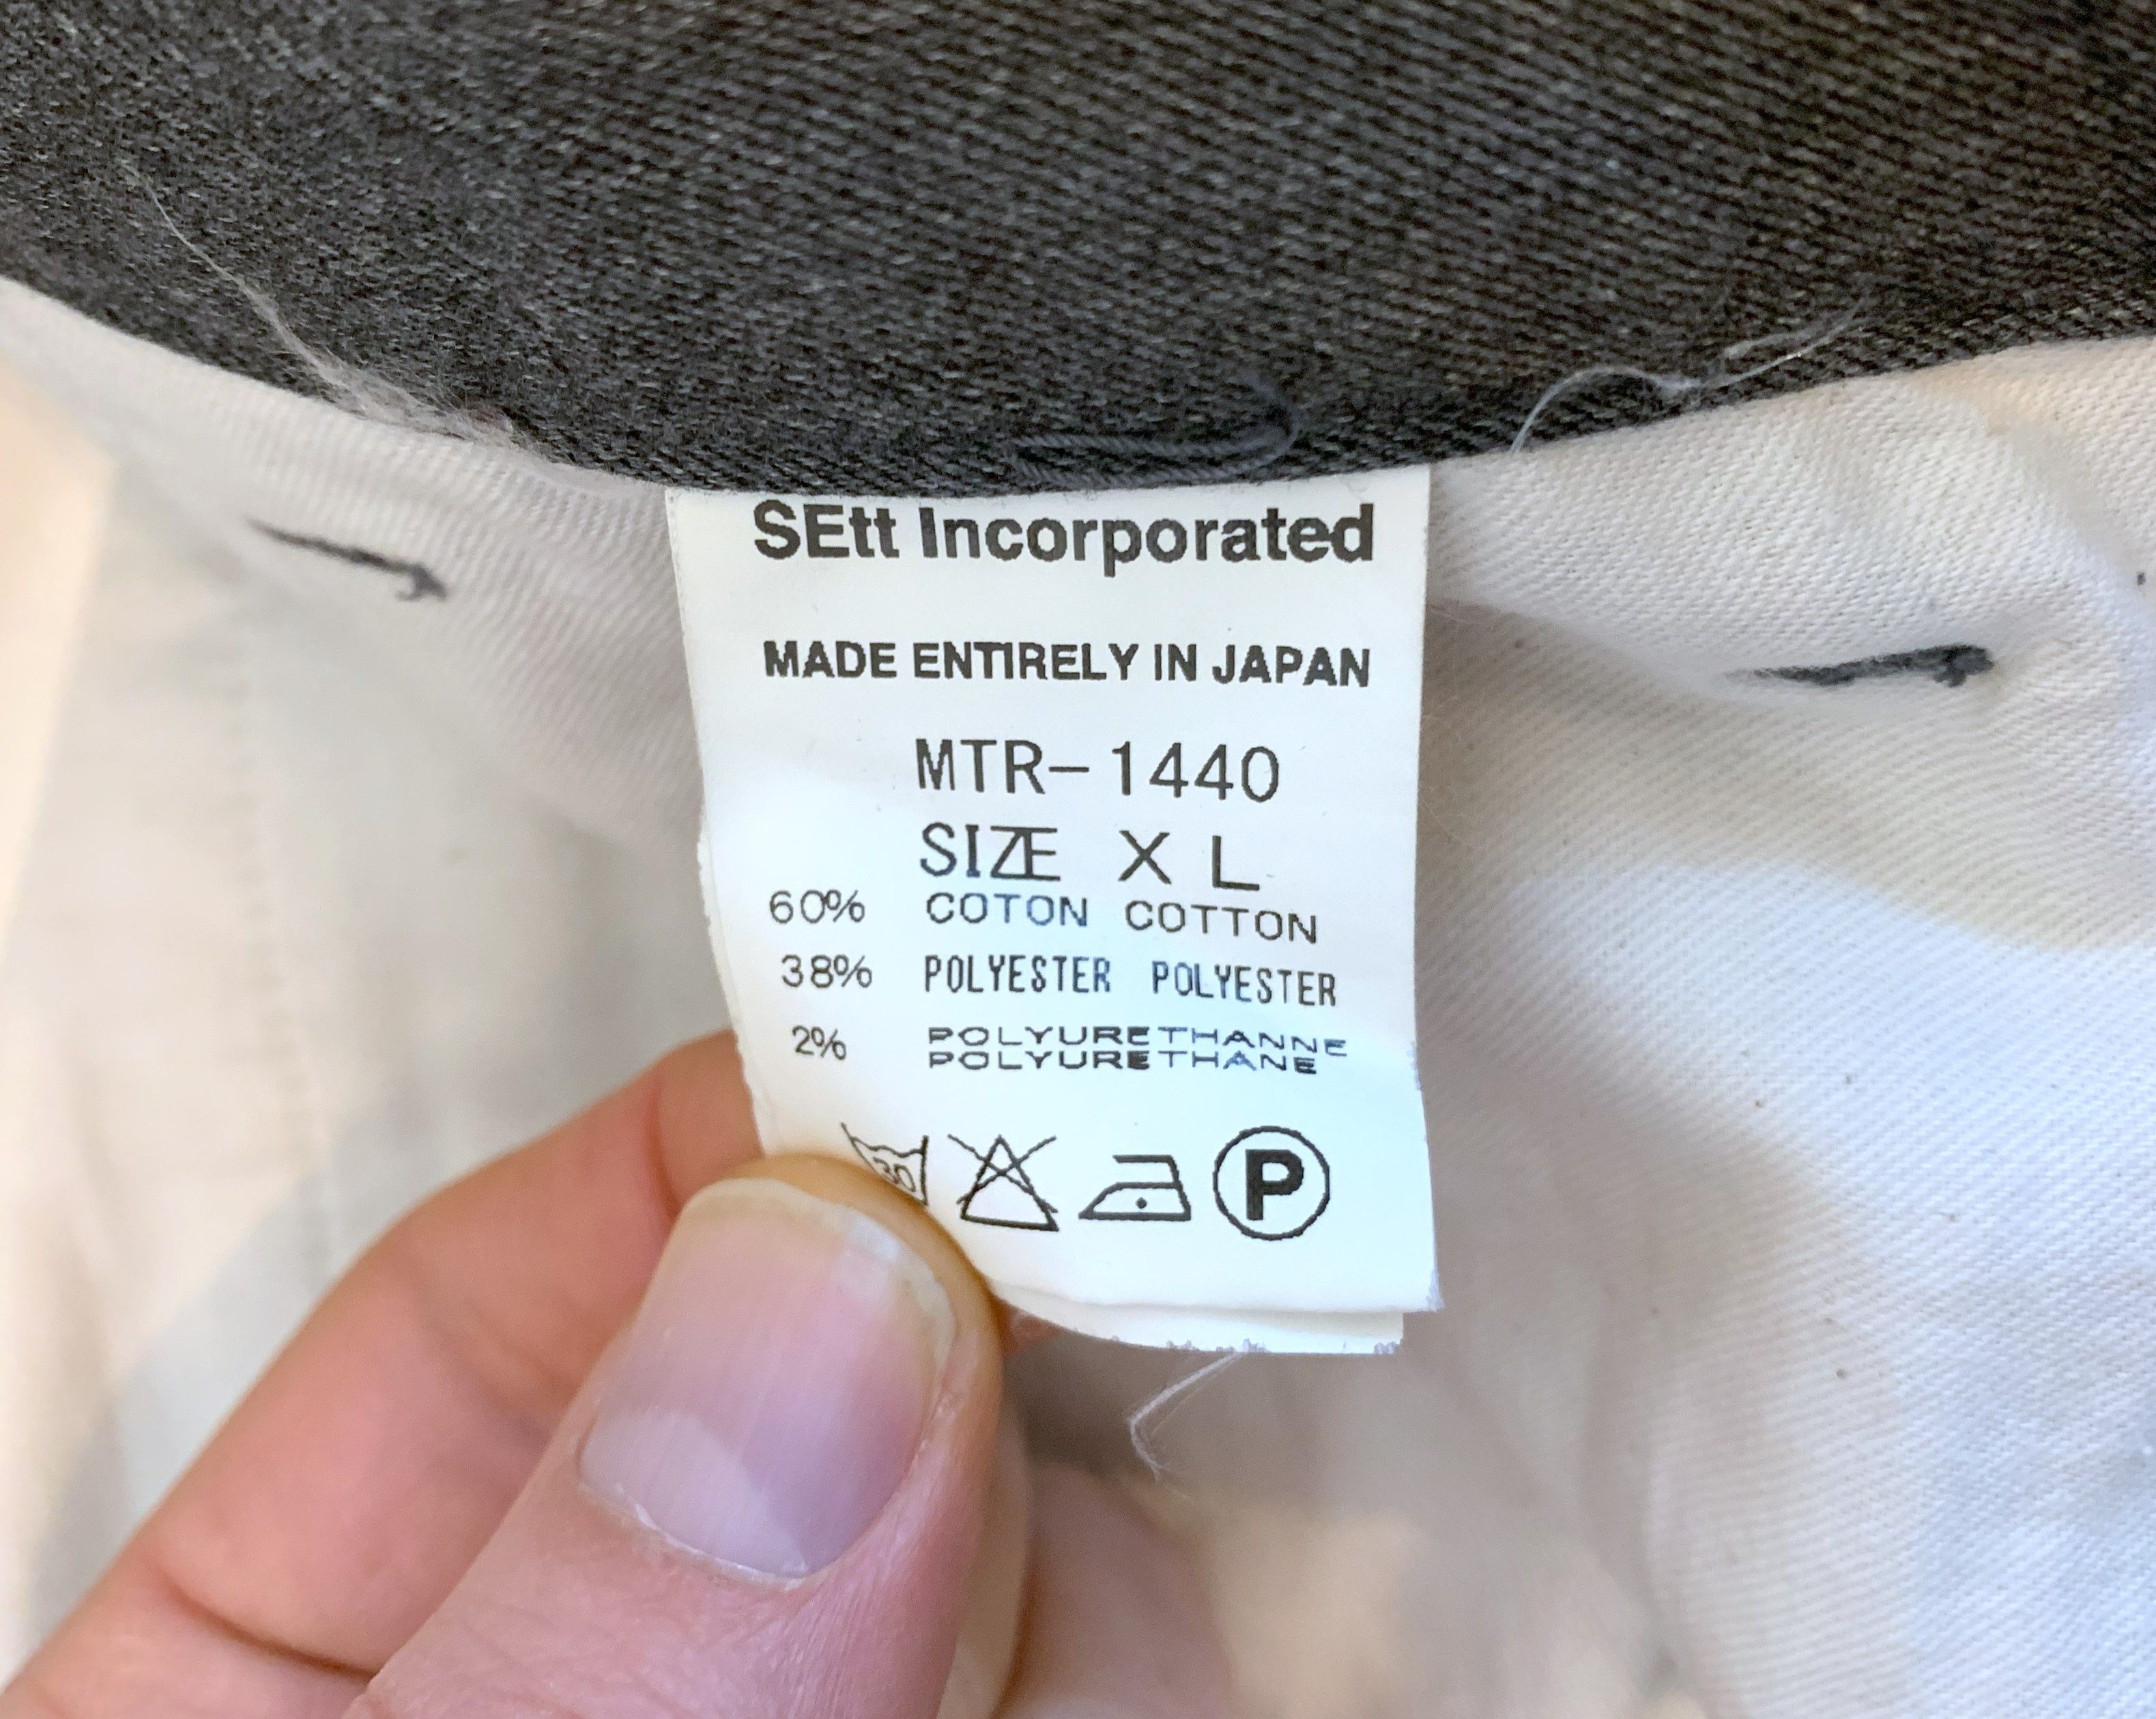 SEtt Incorporated
MADE ENTIRELY IN JAPAN
MTR-1440
SIZE XL
60% COTON COTTON
38% POLYESTER POLYESTER
2% POLYURETHANNE
POLYURETHANE
30 P